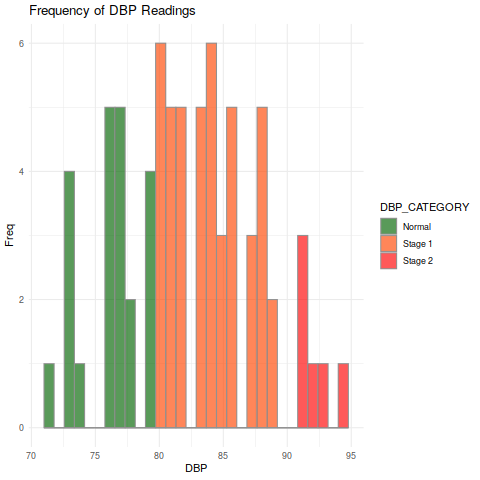 Frequency of DBP Readings
6
4
2
0
Freq
70 75 80 85 90 95
DBP
DBP_CATEGORY
Normal
Stage 1
Stage 2